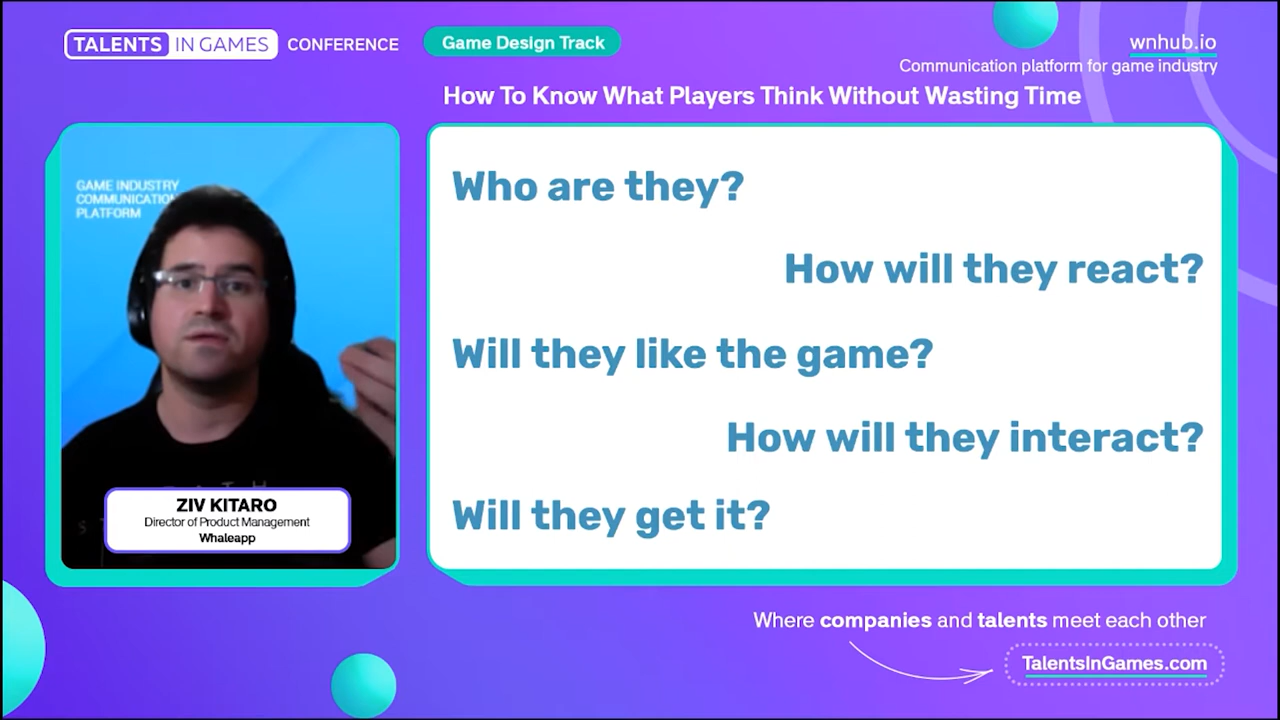 TALENTS IN GAMES CONFERENCE
Game Design Track
wnhub.io
Communication platform for game industry
How To Know What Players Think Without Wasting Time
GAME INDUSTRY
COMMUNICATION
PLATFORM
ZIV KITARO
Director of Product Management
Whaleapp
Who are they?
How will they react?
Will they like the game?
How will they interact?
Will they get it?
Where companies and talents meet each other
TalentsInGames.com